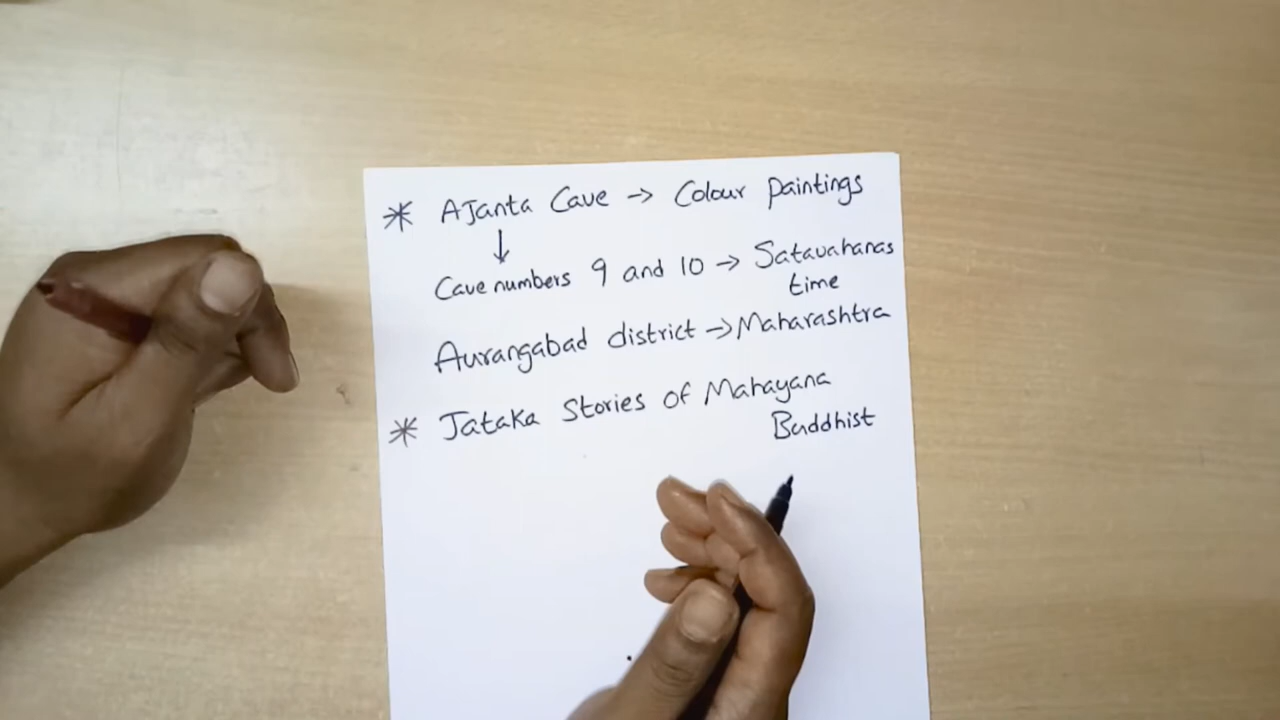 * AJanta Cave → Colour Paintings
↓
Cave numbers 9 and 10 → Satavahanas
time
Aurangabad district → Maharashtra
* Jataka Stories of Mahayana
Buddhist